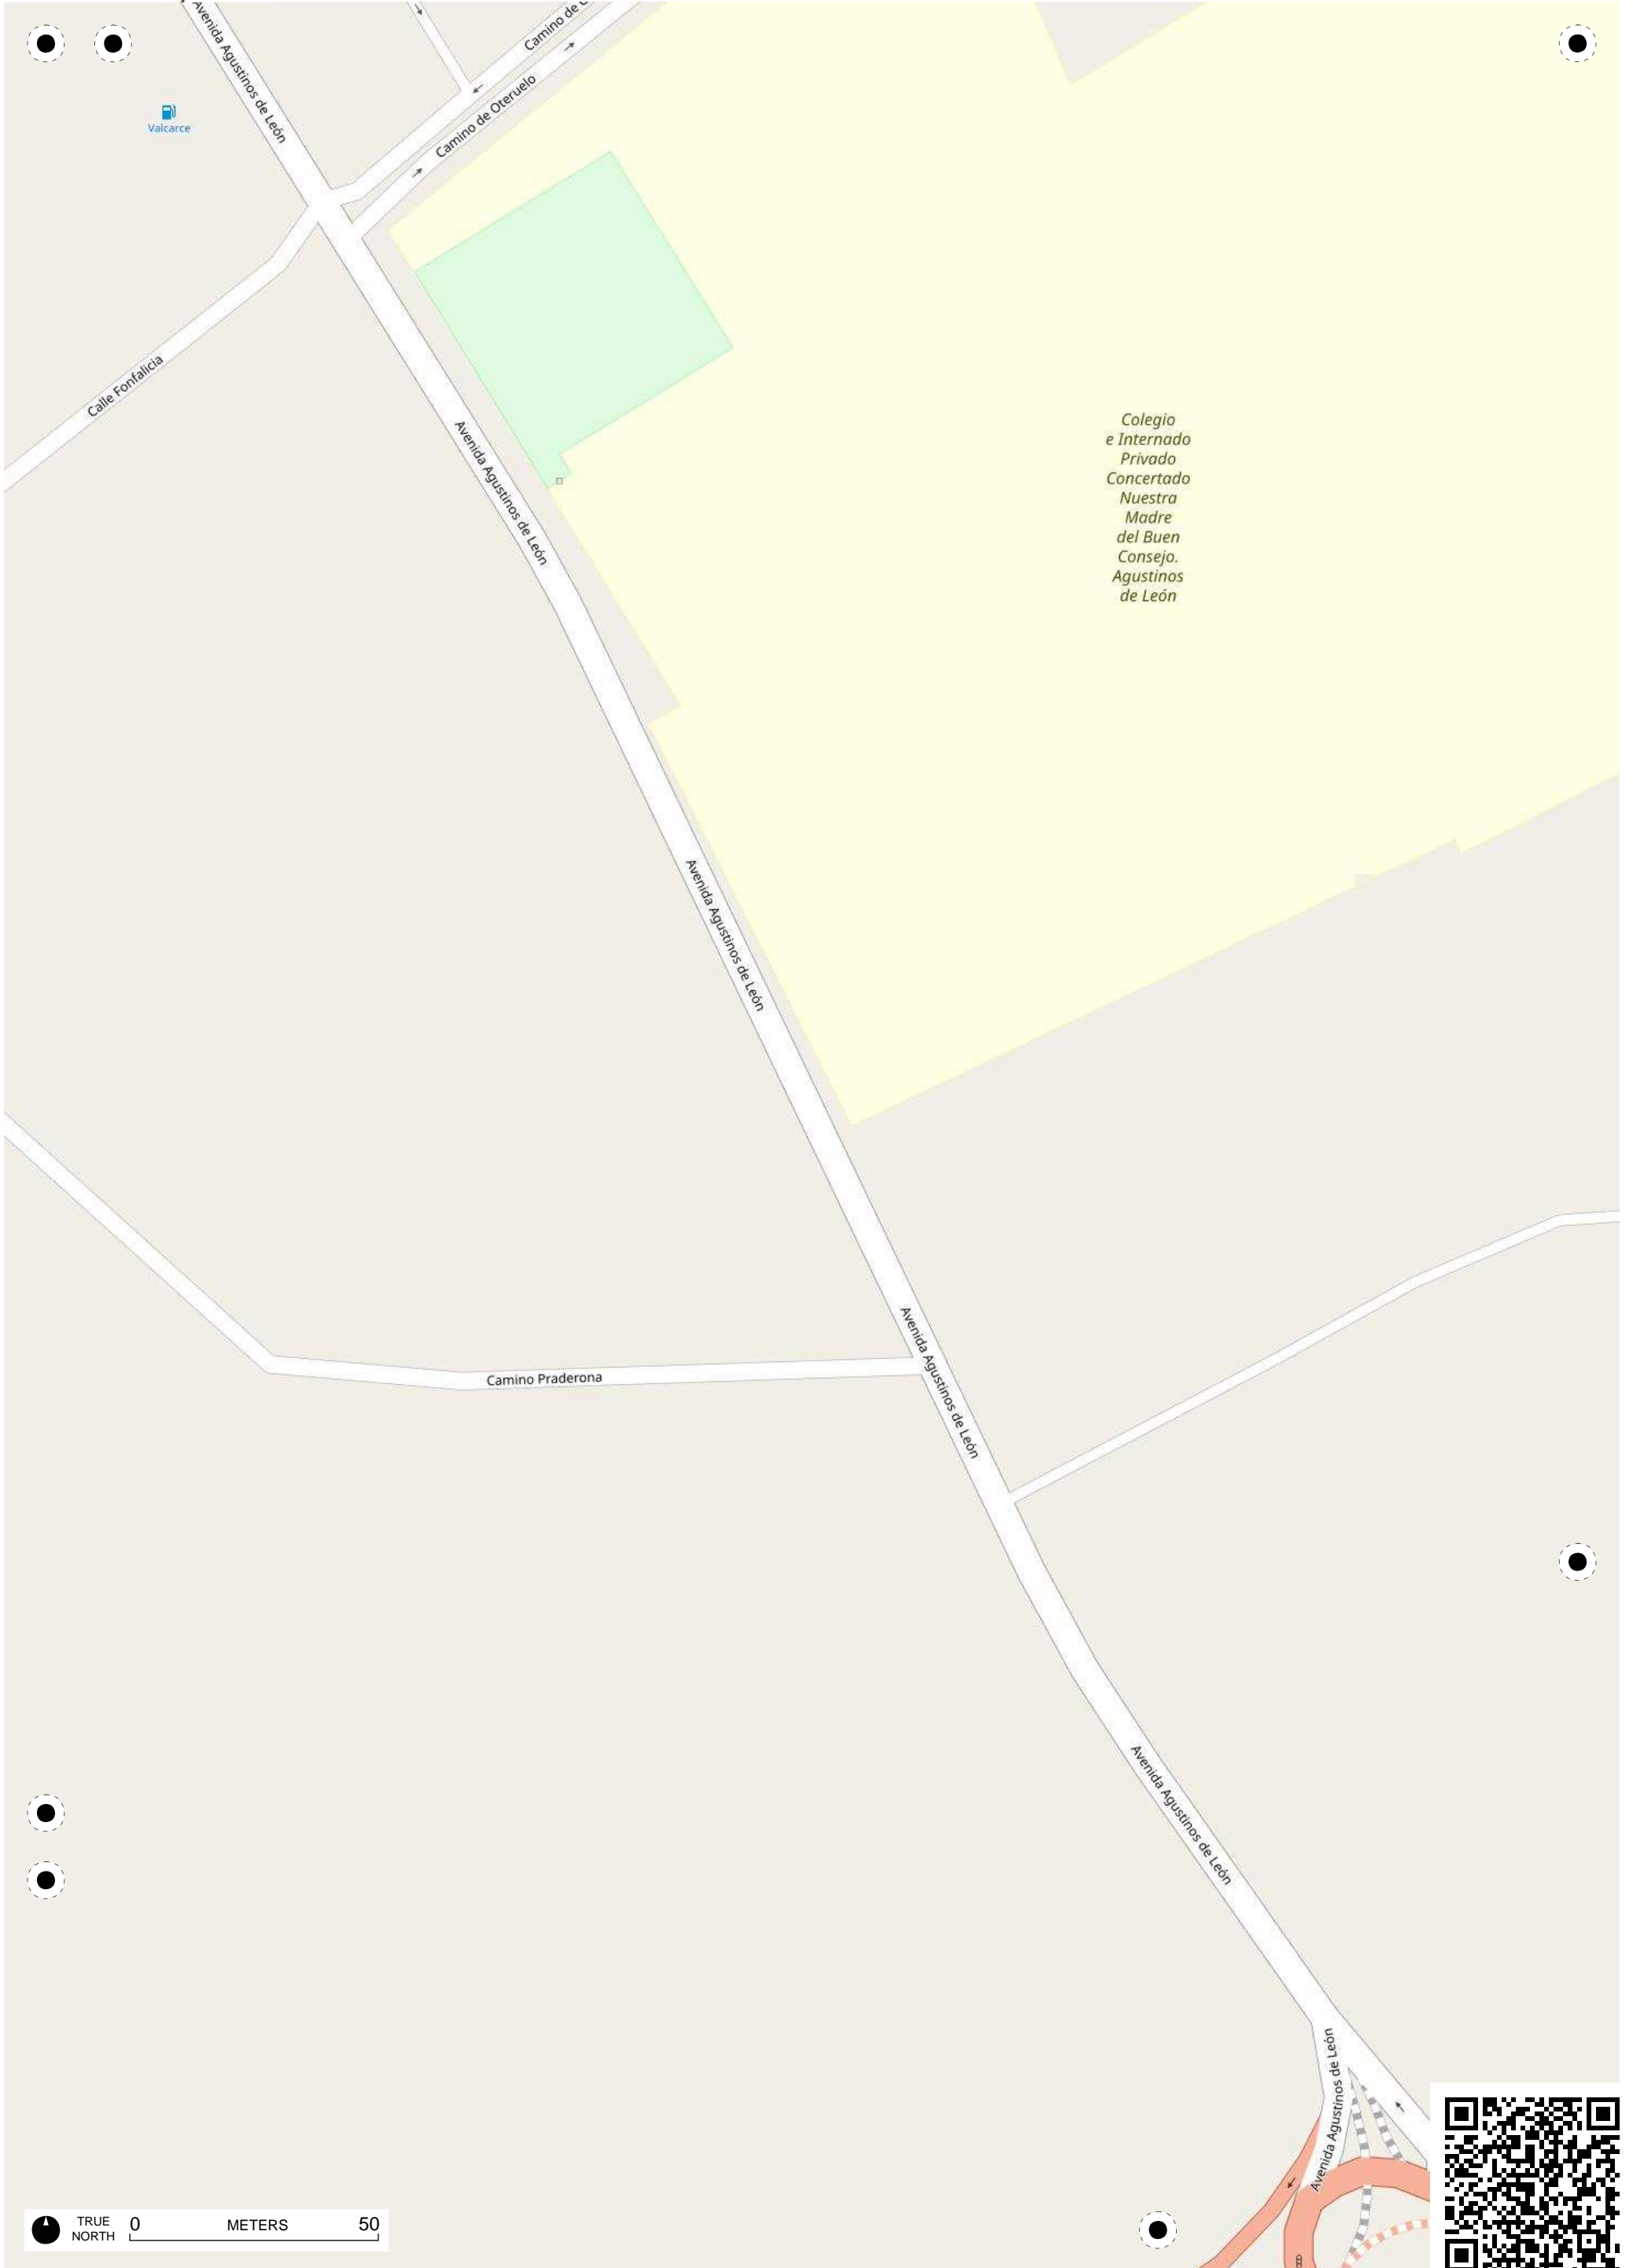 Avenida Agustinos de León
Camino de
Camino de Oteruelo
Valcarce
Calle Fonfalicia
Avenida Agustinos de León
Colegio
e Internado
Privado
Concertado
Nuestra
Madre
del Buen
Consejo.
Agustinos
de León
Avenida Agustinos de León
Avenida Agustinos de León
Camino Praderona
Avenida Agustinos de León
Avenida Agustinos de León
TRUE
NORTH
0 METERS 50